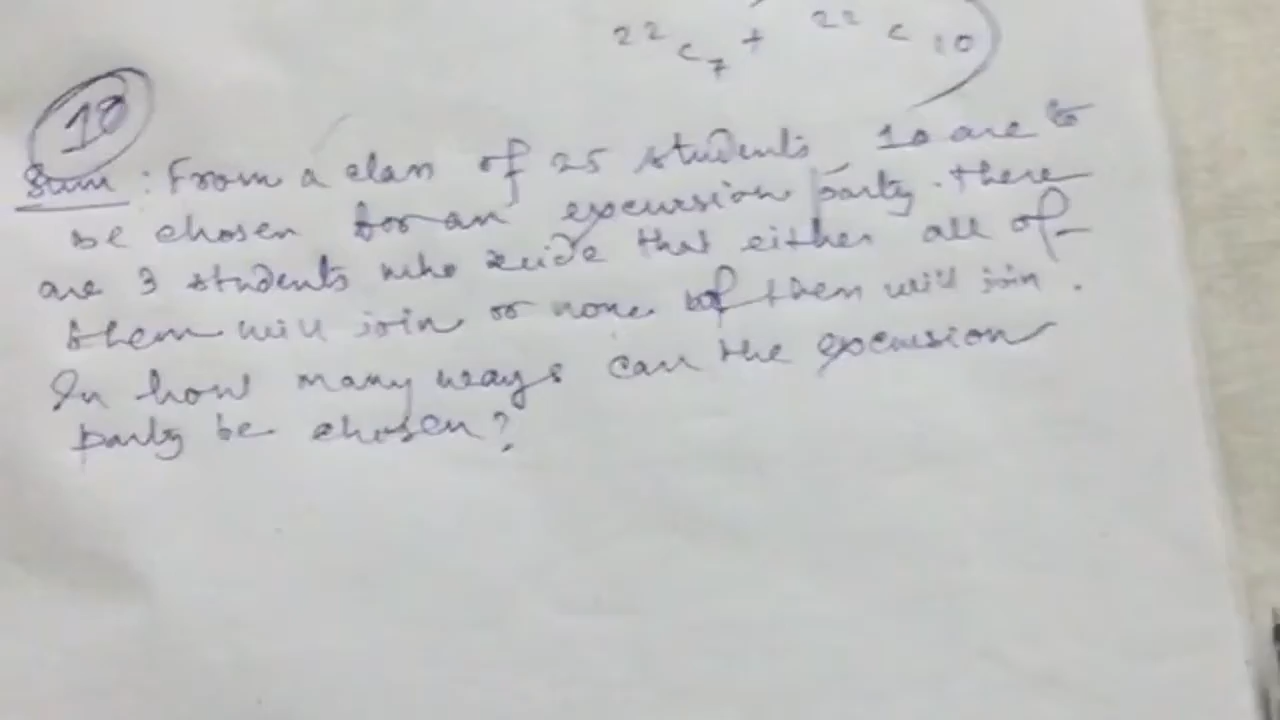 22C7 + 22C10
10
Sum : From a class of 25 students, 10 are to
be chosen for an excursion party. There
are 3 students who decide that either all of
them will join or none of them will join.
In how many ways can the excursion
party be chosen?